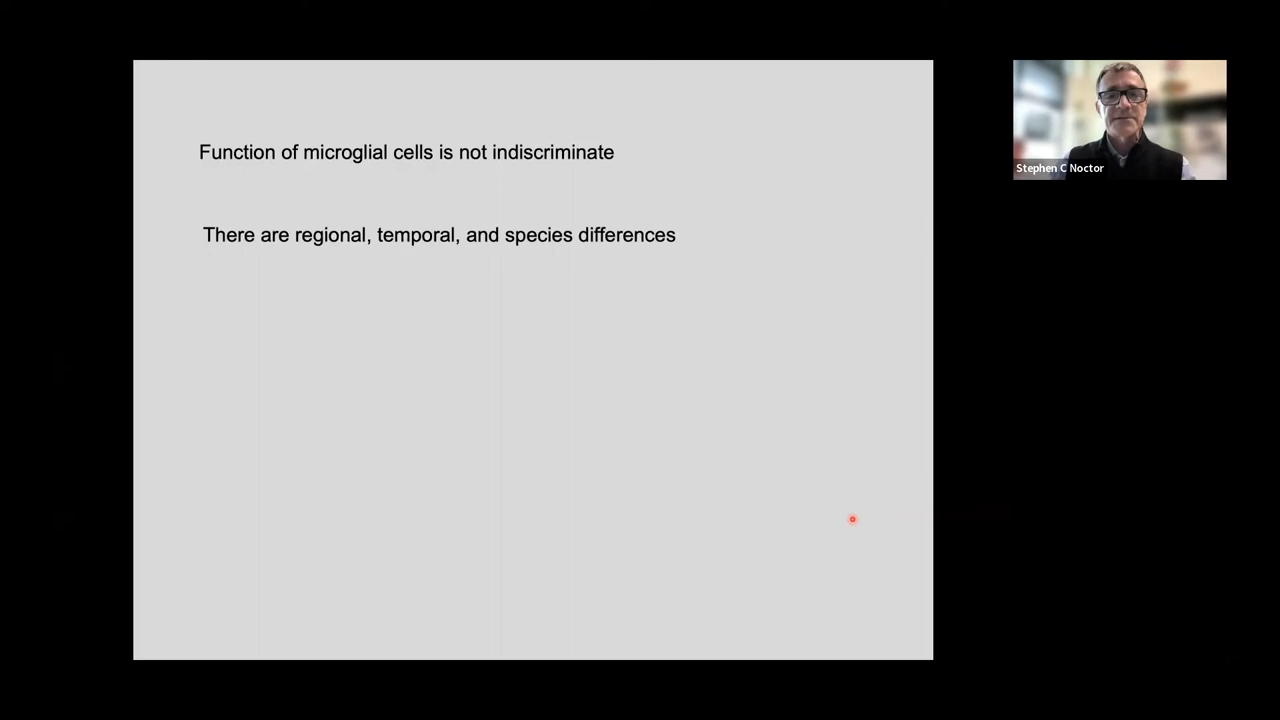 Function of microglial cells is not indiscriminate
There are regional, temporal, and species differences
Stephen C Noctor